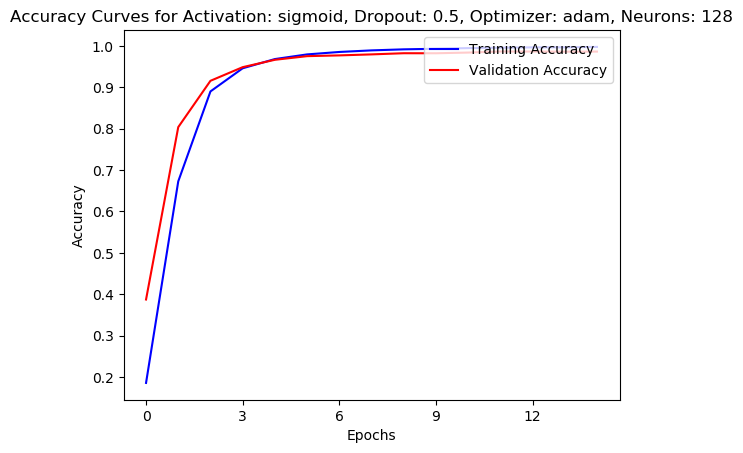 Accuracy Curves for Activation: sigmoid, Dropout: 0.5, Optimizer: adam, Neurons: 128
1.0
0.9
0.8
0.7
0.6
0.5
0.4
0.3
0.2
Accuracy
Training Accuracy
Validation Accuracy
0 3 6 9 12
Epochs